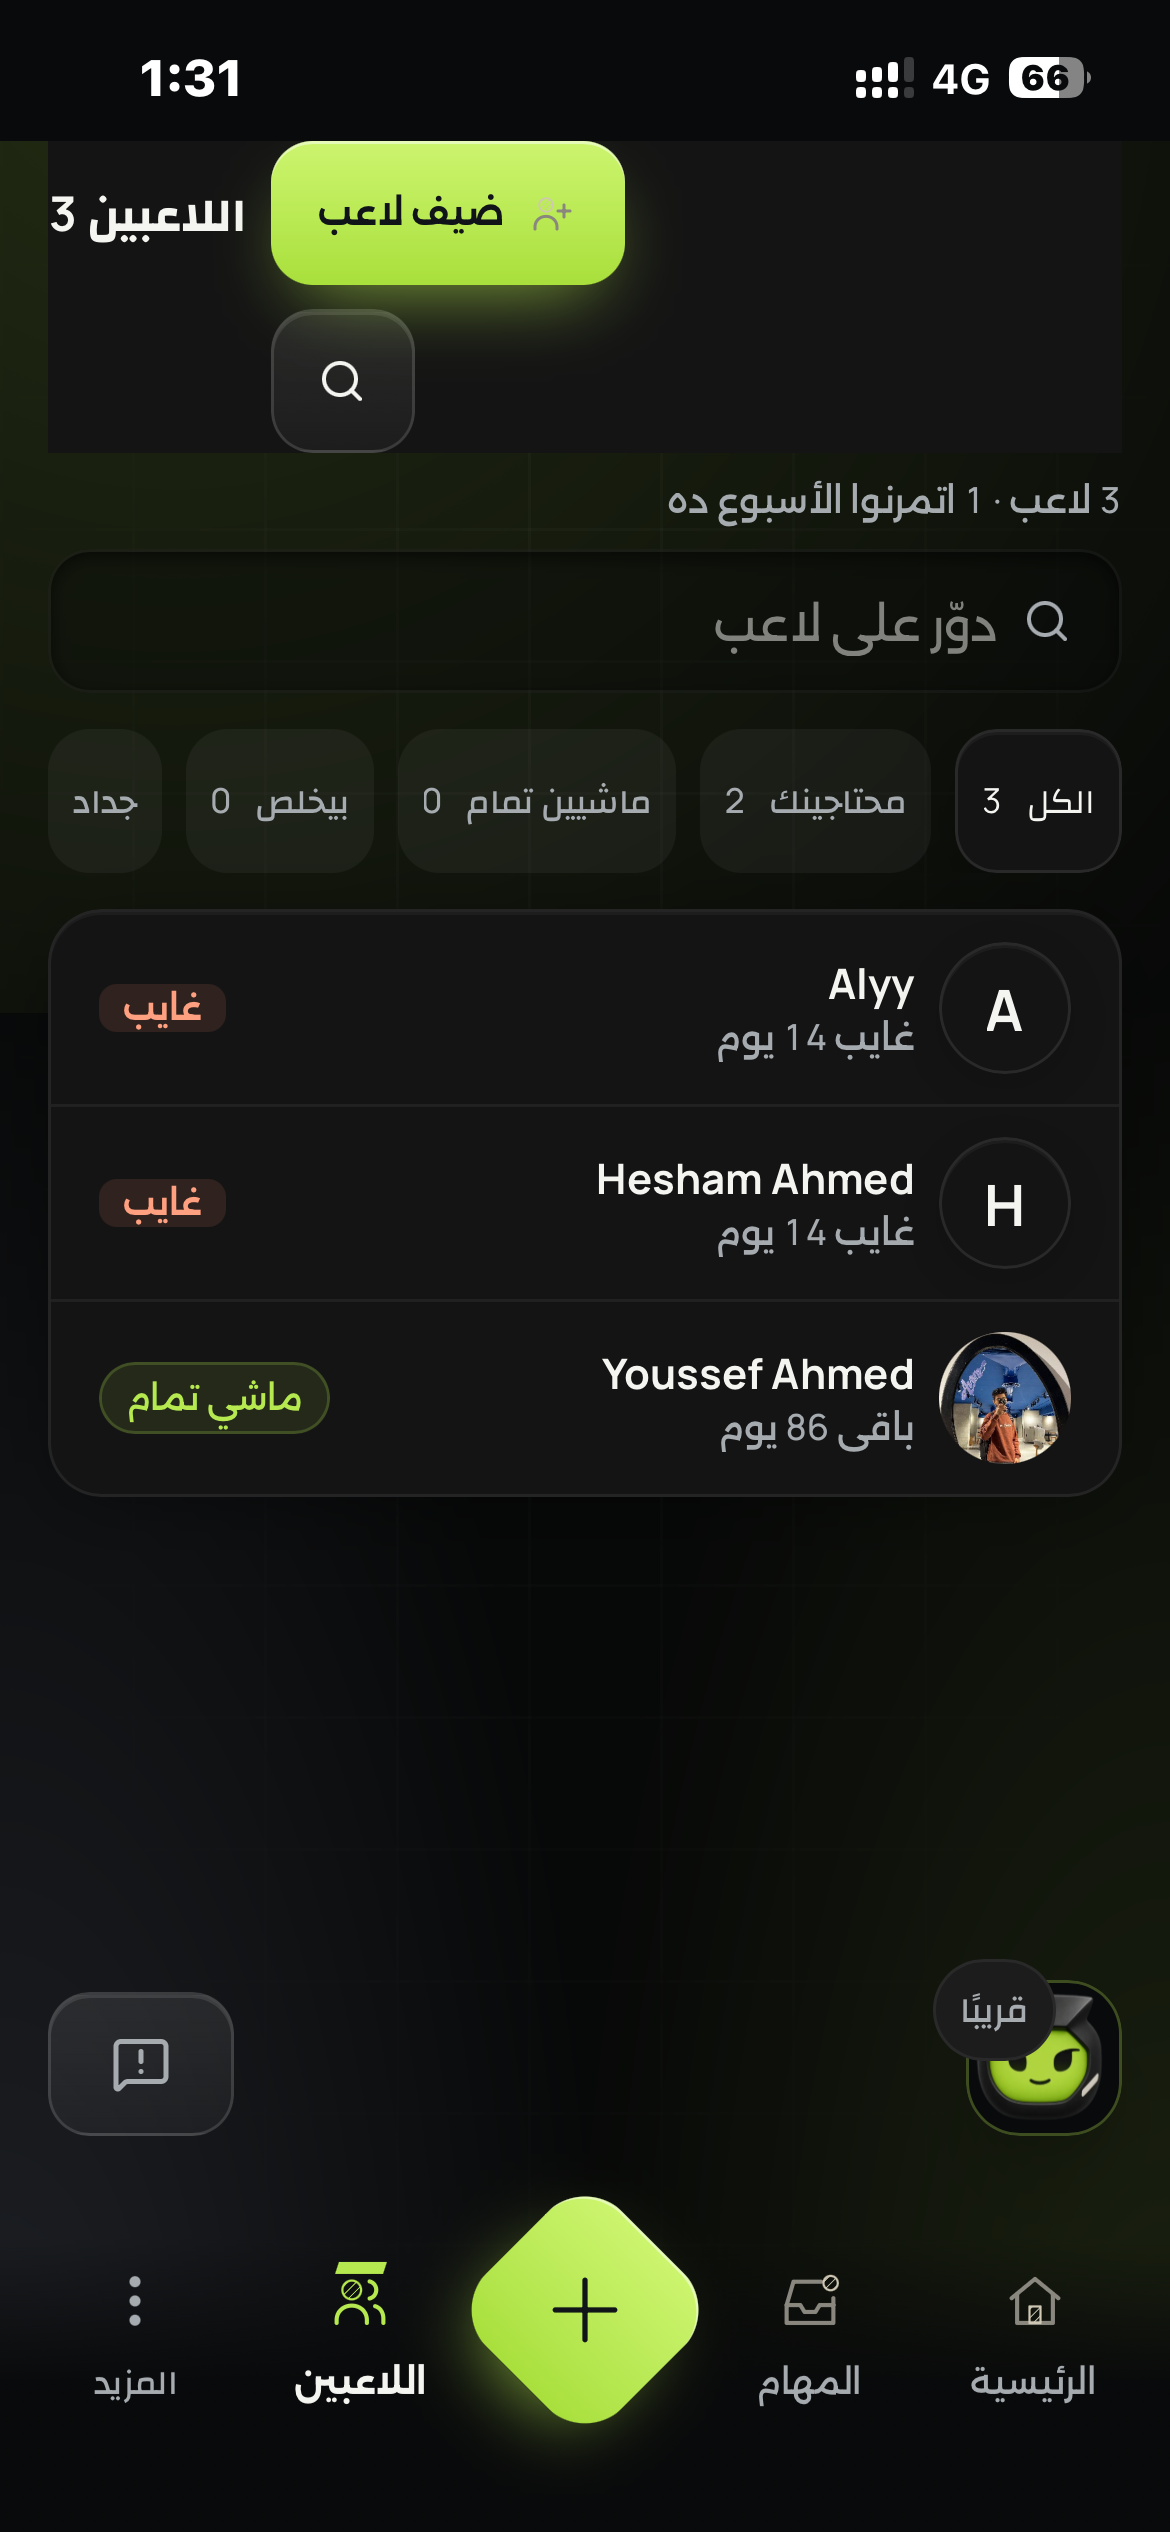 1:31
4G 66
اللاعبين 3
ضيف لاعب
3 لاعب · 1 اتمرنوا الأسبوع ده
دوّر على لاعب
الكل 3
محتاجينك 2
ماشيين تمام 0
بيخلص 0
جداد
A
Alyy
غايب 14 يوم
غايب
H
Hesham Ahmed
غايب 14 يوم
غايب
Youssef Ahmed
باقى 86 يوم
ماشي تمام
قريبًا
الرئيسية
المهام
اللاعبين
المزيد